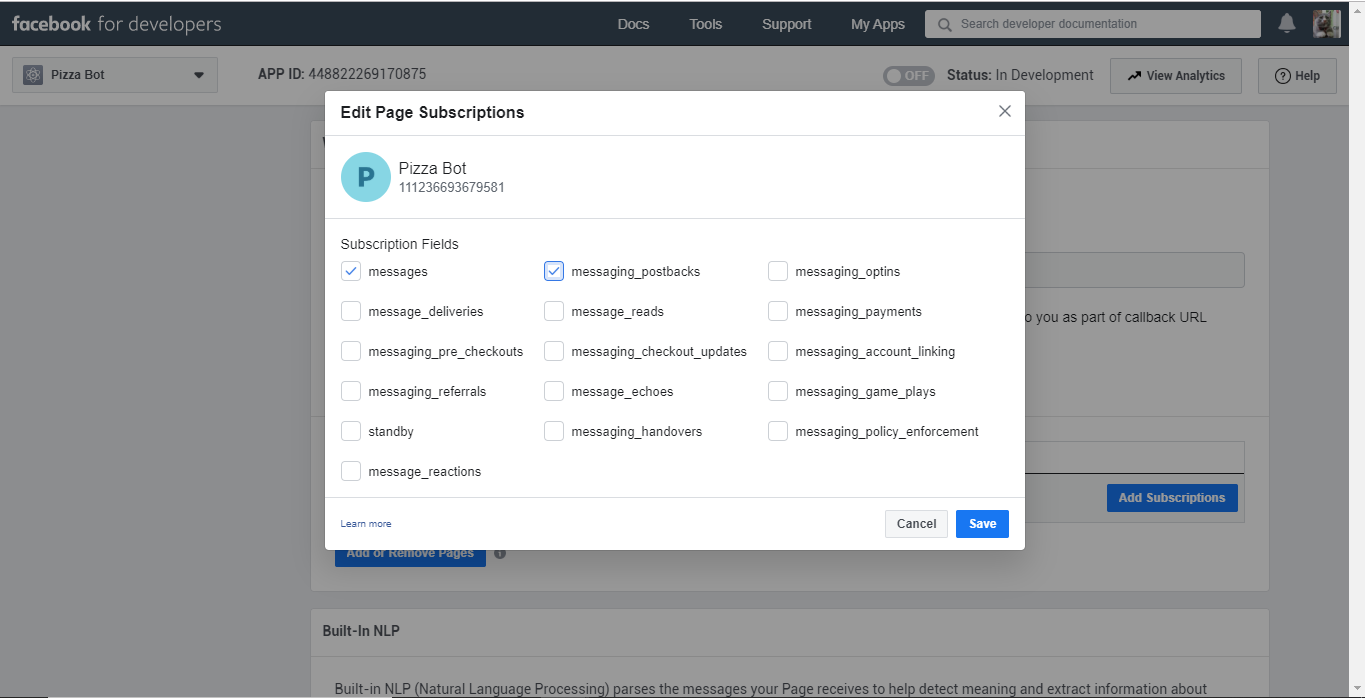 facebook for developers Docs Tools Support My Apps Search developer documentation
Pizza Bot APP ID: 448822269170875 OFF Status: In Development View Analytics ? Help
Edit Page Subscriptions
P Pizza Bot
111236693679581
Subscription Fields
messages messaging_postbacks messaging_optins
message_deliveries message_reads messaging_payments
o you as part of callback URL
messaging_pre_checkouts messaging_checkout_updates messaging_account_linking
messaging_referrals message_echoes messaging_game_plays
standby messaging_handovers messaging_policy_enforcement
message_reactions
Add Subscriptions
Learn more Cancel Save
Add or Remove Pages
Built-In NLP
Built-in NLP (Natural Language Processing) parses the messages your Page receives to help detect meaning and extract information about